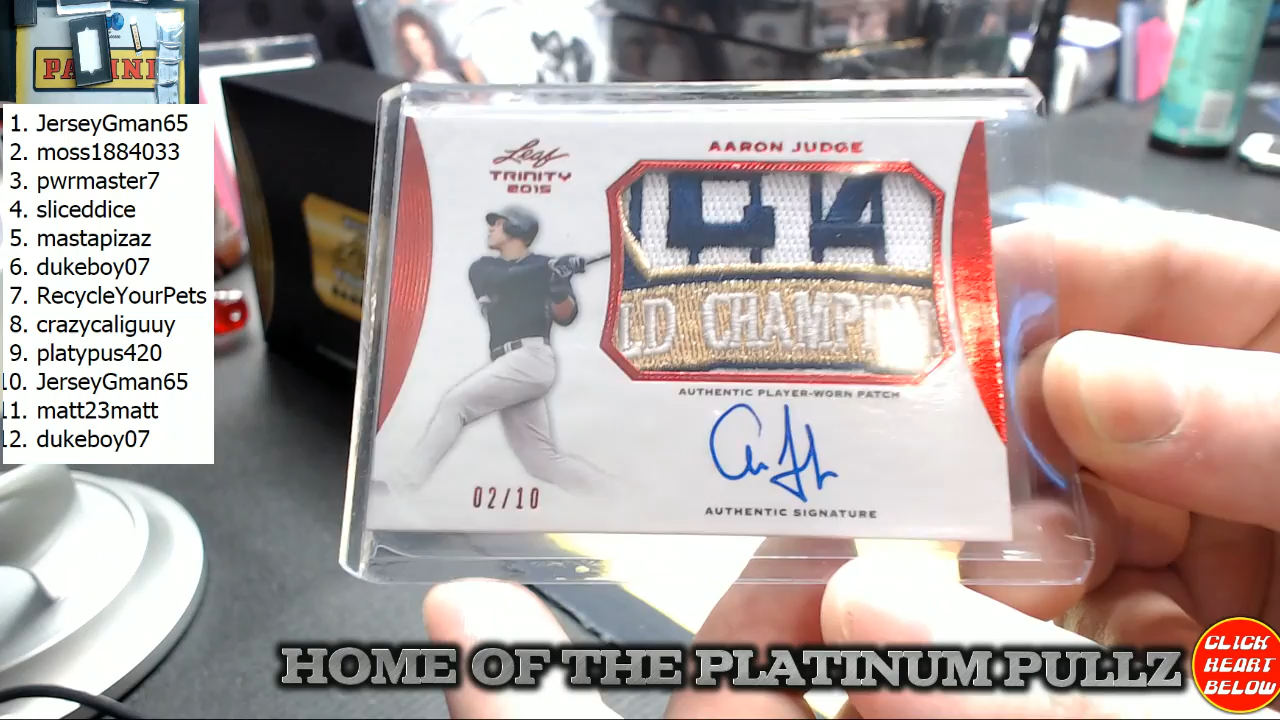 PANINI
1. JerseyGman65
2. moss1884033
3. pwrmaster7
4. sliceddice
5. mastapizaz
6. dukeboy07
7. RecycleYourPets
8. crazycaliguuy
9. platypus420
10. JerseyGman65
11. matt23matt
12. dukeboy07
Leaf
TRINITY
2015
AARON JUDGE
LD CHAMPI
AUTHENTIC PLAYER-WORN PATCH
02/10
AUTHENTIC SIGNATURE
HOME OF THE PLATINUM PULLZ
CLICK
HEART
BELOW